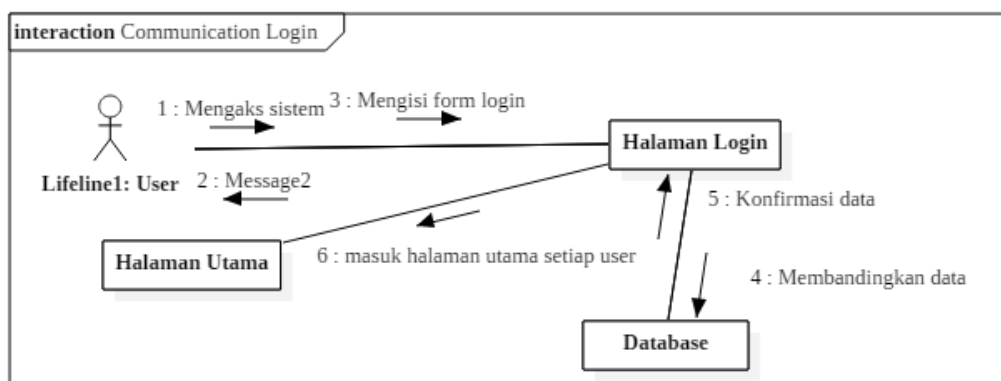 interaction Communication Login
1 : Mengaks sistem
3 : Mengisi form login
Halaman Login
Lifeline1: User
2 : Message2
5 : Konfirmasi data
Halaman Utama
6 : masuk halaman utama setiap user
4 : Membandingkan data
Database